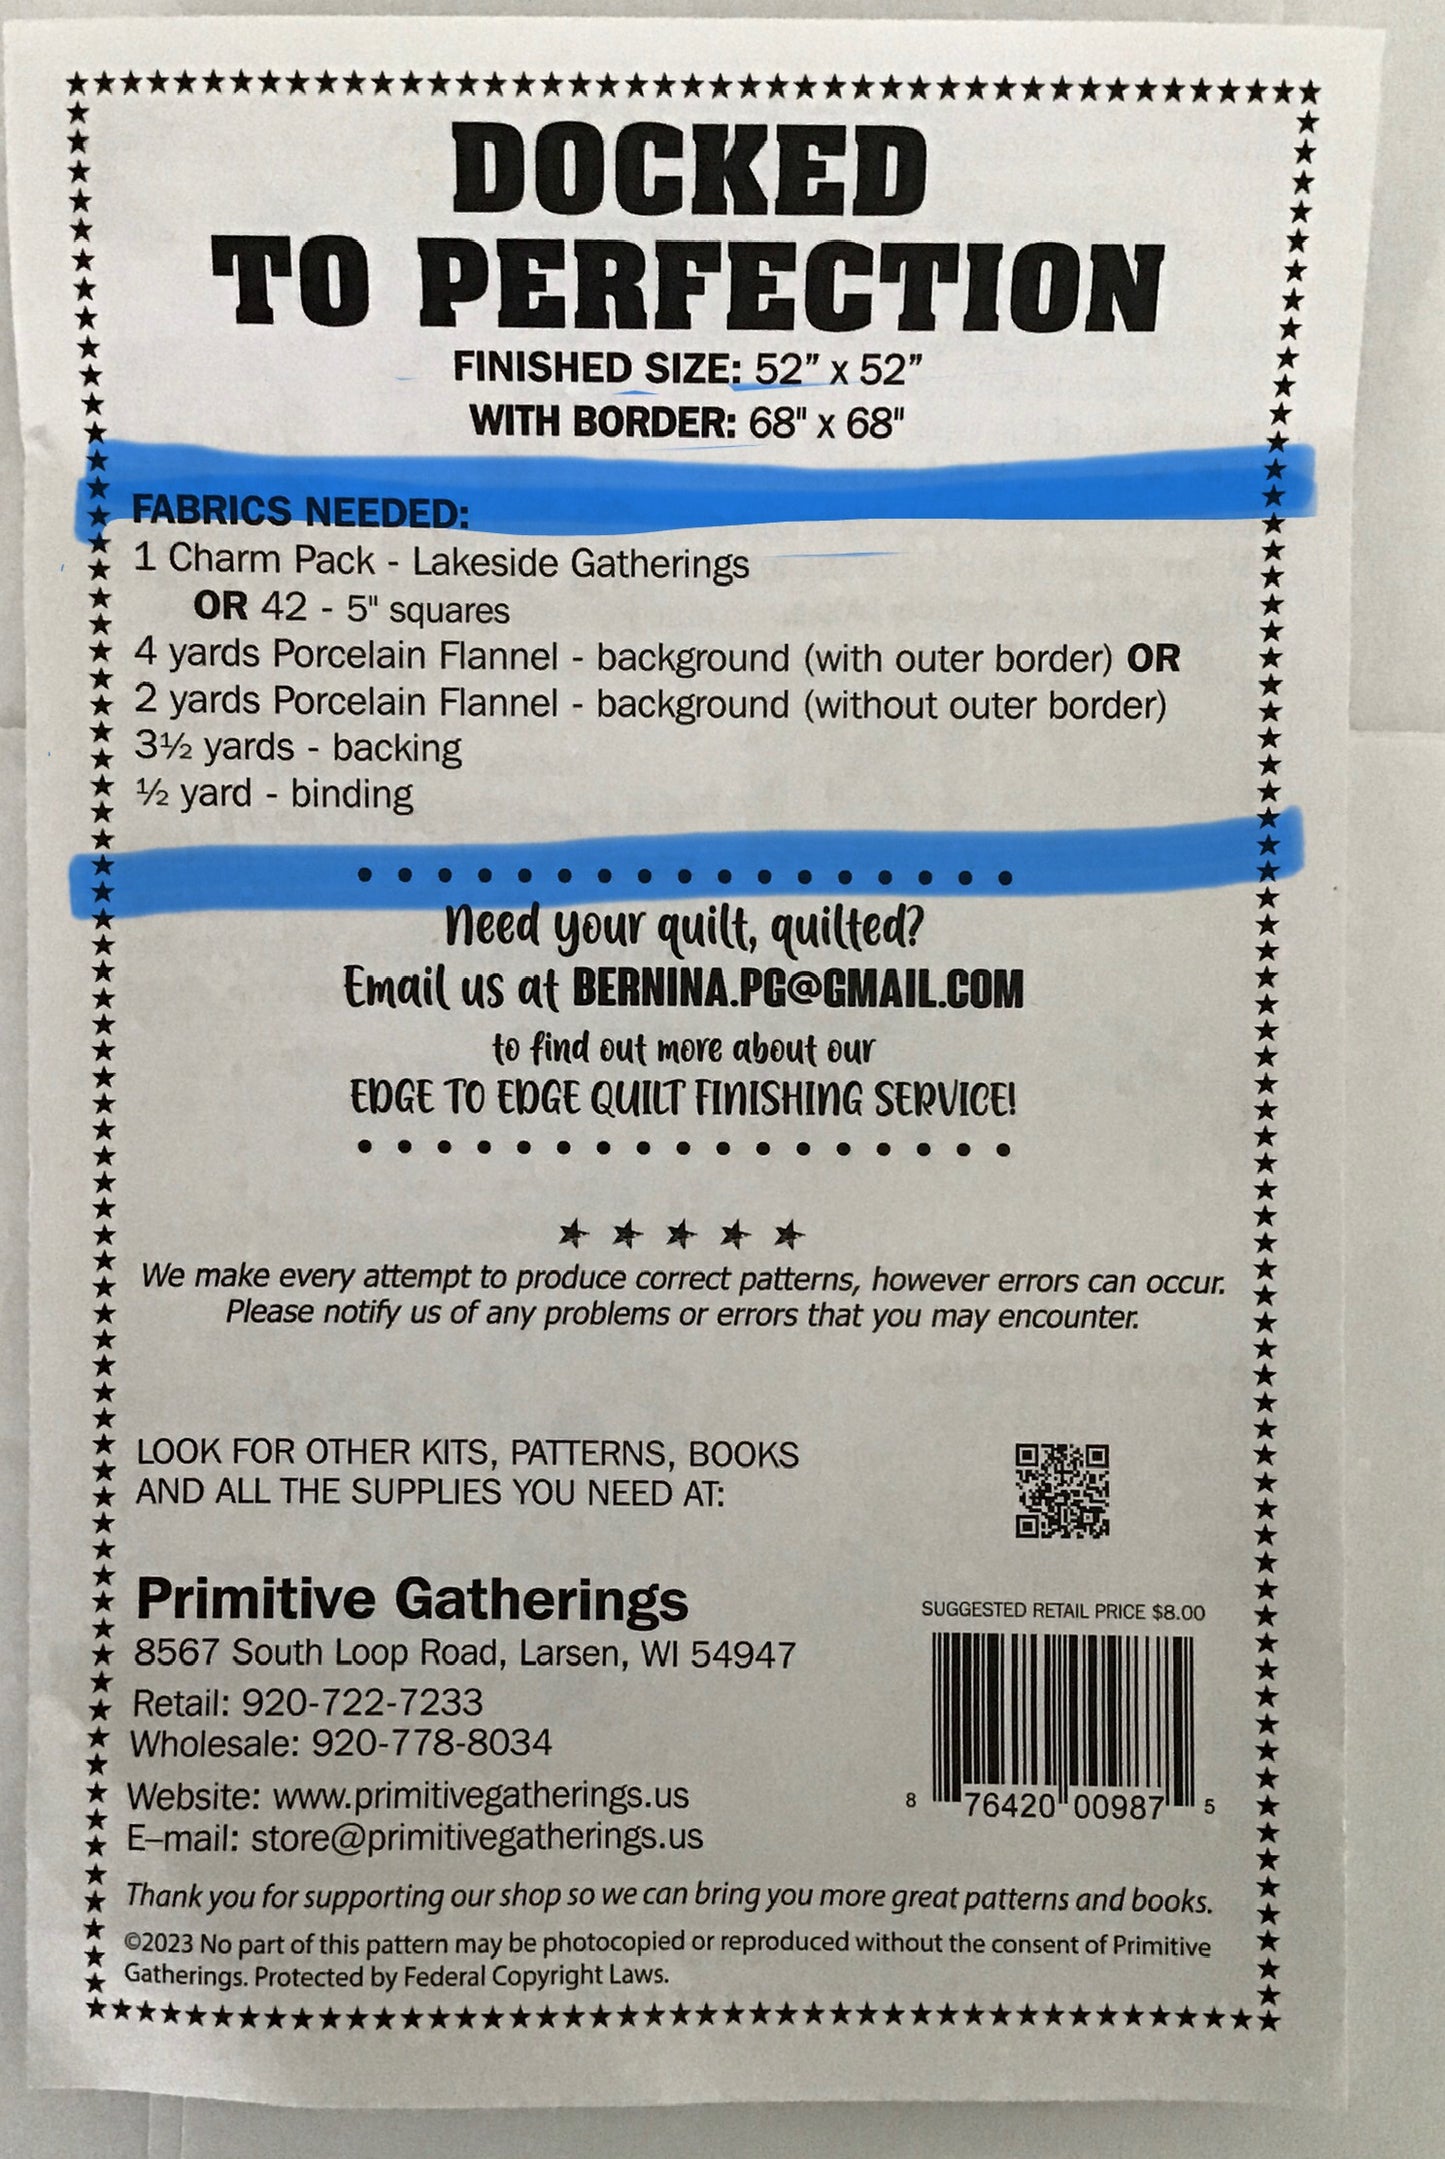 DOCKED
TO PERFECTION
FINISHED SIZE: 52” x 52”
WITH BORDER: 68" x 68"
FABRICS NEEDED:
1 Charm Pack - Lakeside Gatherings
OR 42 - 5" squares
4 yards Porcelain Flannel - background (with outer border) OR
2 yards Porcelain Flannel - background (without outer border)
3½ yards - backing
½ yard - binding
Need your quilt, quilted?
Email us at BERNINA.PG@GMAIL.COM
to find out more about our
EDGE TO EDGE QUILT FINISHING SERVICE!
We make every attempt to produce correct patterns, however errors can occur.
Please notify us of any problems or errors that you may encounter.
LOOK FOR OTHER KITS, PATTERNS, BOOKS
AND ALL THE SUPPLIES YOU NEED AT:
Primitive Gatherings
8567 South Loop Road, Larsen, WI 54947
Retail: 920-722-7233
Wholesale: 920-778-8034
Website: www.primitivegatherings.us
E–mail: store@primitivegatherings.us
SUGGESTED RETAIL PRICE $8.00
8 76420 00987 5
Thank you for supporting our shop so we can bring you more great patterns and books.
©2023 No part of this pattern may be photocopied or reproduced without the consent of Primitive
Gatherings. Protected by Federal Copyright Laws.